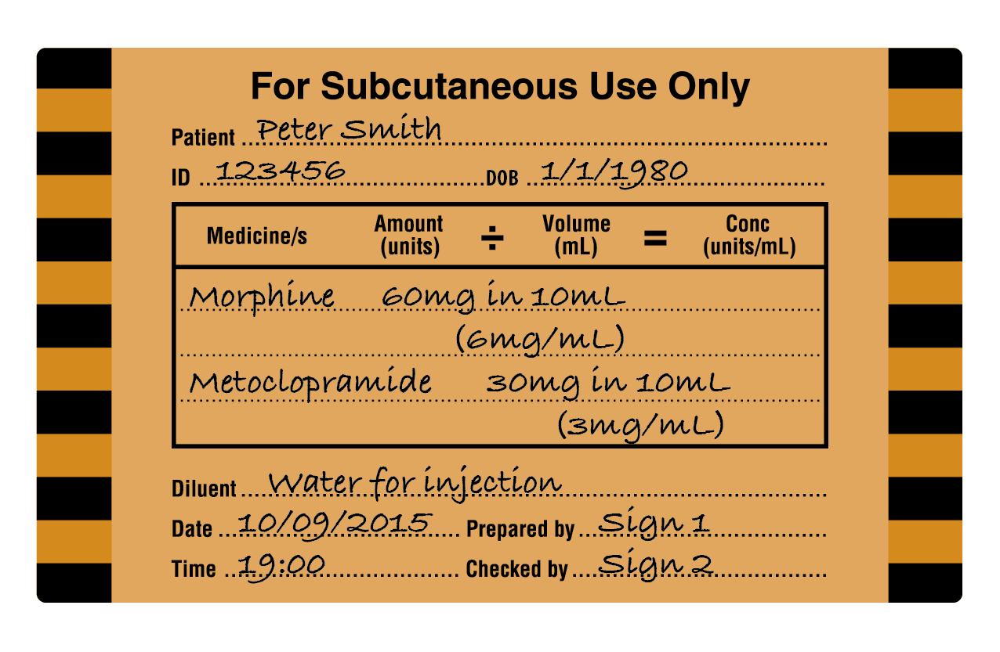 For Subcutaneous Use Only
Patient Peter Smith
ID 123456 DOB 1/1/1980
Medicine/s Amount (units) ÷ Volume (mL) = Conc (units/mL)
Morphine 60mg in 10mL
(6mg/mL)
Metoclopramide 30mg in 10mL
(3mg/mL)
Diluent Water for injection
Date 10/09/2015 Prepared by Sign 1
Time 19:00 Checked by Sign 2